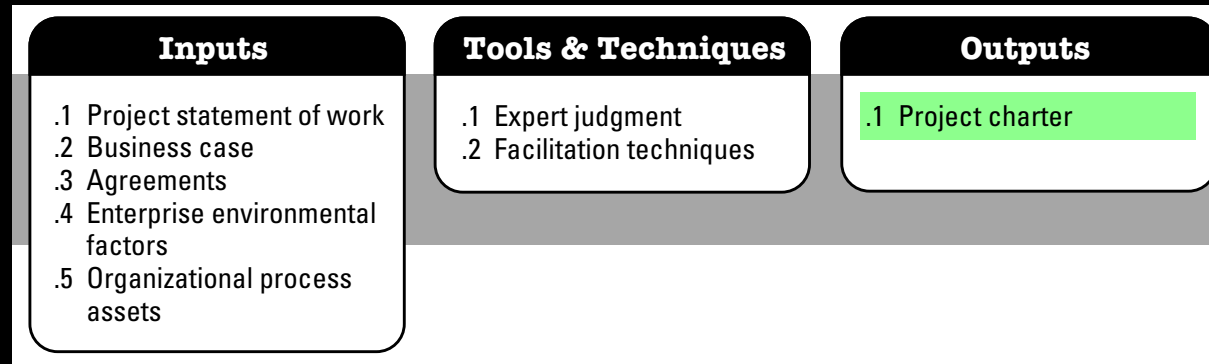 Inputs
.1 Project statement of work
.2 Business case
.3 Agreements
.4 Enterprise environmental
factors
.5 Organizational process
assets
Tools & Techniques
.1 Expert judgment
.2 Facilitation techniques
Outputs
.1 Project charter